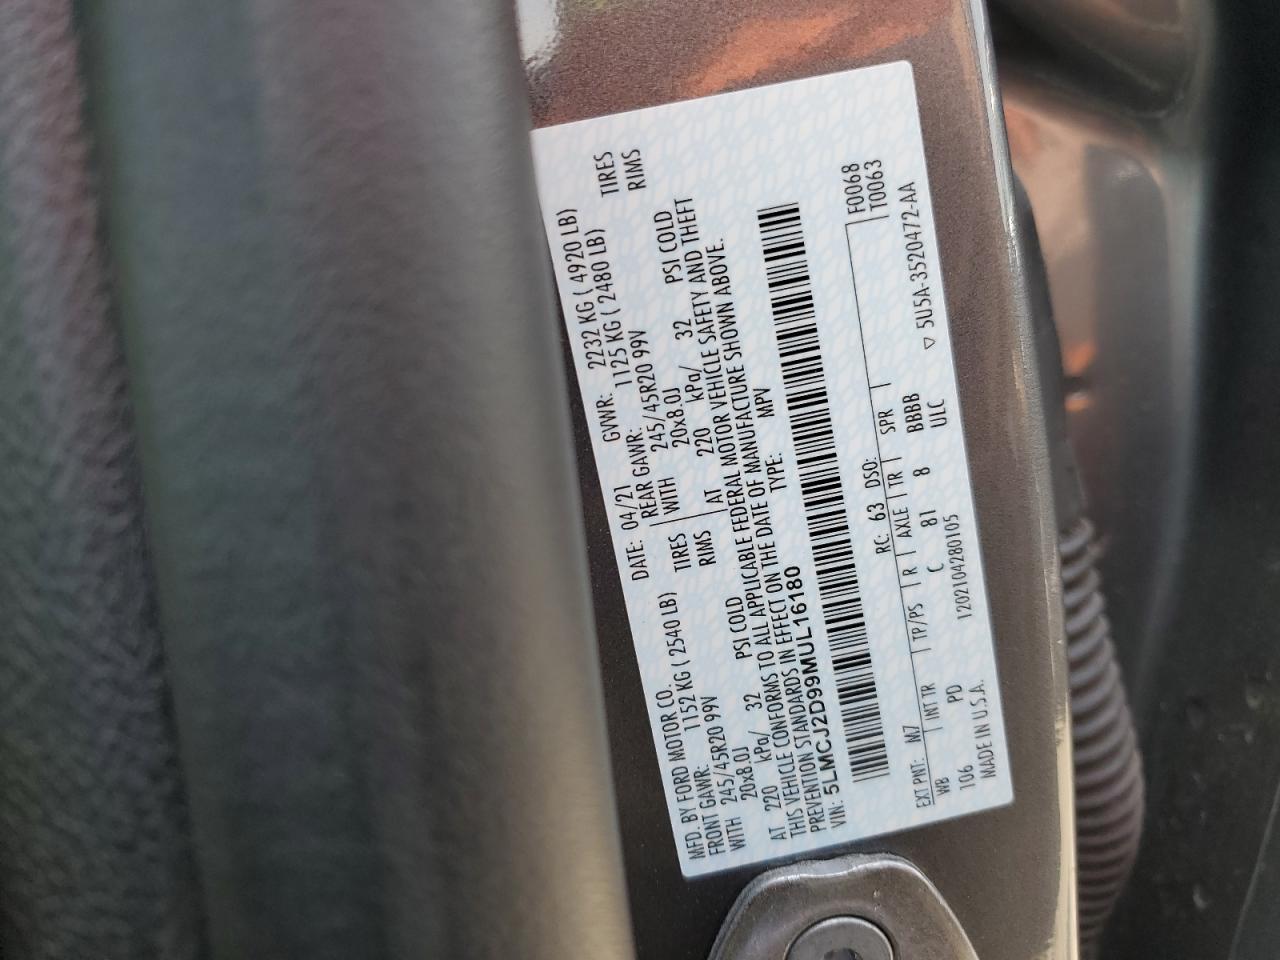 MFD. BY FORD MOTOR CO.
DATE: 04/21 GVWR: 2232 KG ( 4920 LB)
FRONT GAWR: 1152 KG ( 2540 LB) REAR GAWR: 1125 KG ( 2480 LB)
WITH 245/45R20 99V TIRES WITH 245/45R20 99V TIRES
20x8.0J RIMS 20x8.0J RIMS
AT 220 kPa/ 32 PSI COLD AT 220 kPa/ 32 PSI COLD
THIS VEHICLE CONFORMS TO ALL APPLICABLE FEDERAL MOTOR VEHICLE SAFETY AND THEFT
PREVENTION STANDARDS IN EFFECT ON THE DATE OF MANUFACTURE SHOWN ABOVE.
VIN: 5LMCJ2D99MUL16180 TYPE: MPV
F0068
T0063
EXT PNT: M7 RC: 63 DSO:
WB INT TR TP/PS R AXLE TR SPR
106 PD C 81 8 BBBB
ULC
MADE IN U.S.A. 120210428010​5 ▽ 5U5A-3520472-AA